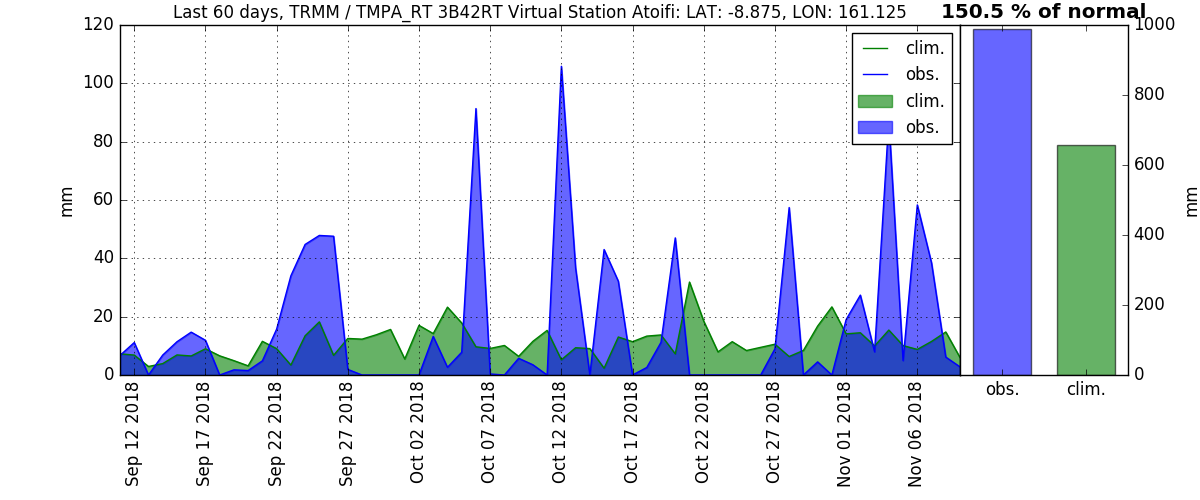 Last 60 days, TRMM / TMPA_RT 3B42RT Virtual Station Atoifi: LAT: -8.875, LON: 161.125
150.5 % of normal
120
100
80
60
40
20
0
mm
clim.
obs.
clim.
obs.
Sep 12 2018
Sep 17 2018
Sep 22 2018
Sep 27 2018
Oct 02 2018
Oct 07 2018
Oct 12 2018
Oct 17 2018
Oct 22 2018
Oct 27 2018
Nov 01 2018
Nov 06 2018
1000
800
600
400
200
0
mm
obs.
clim.